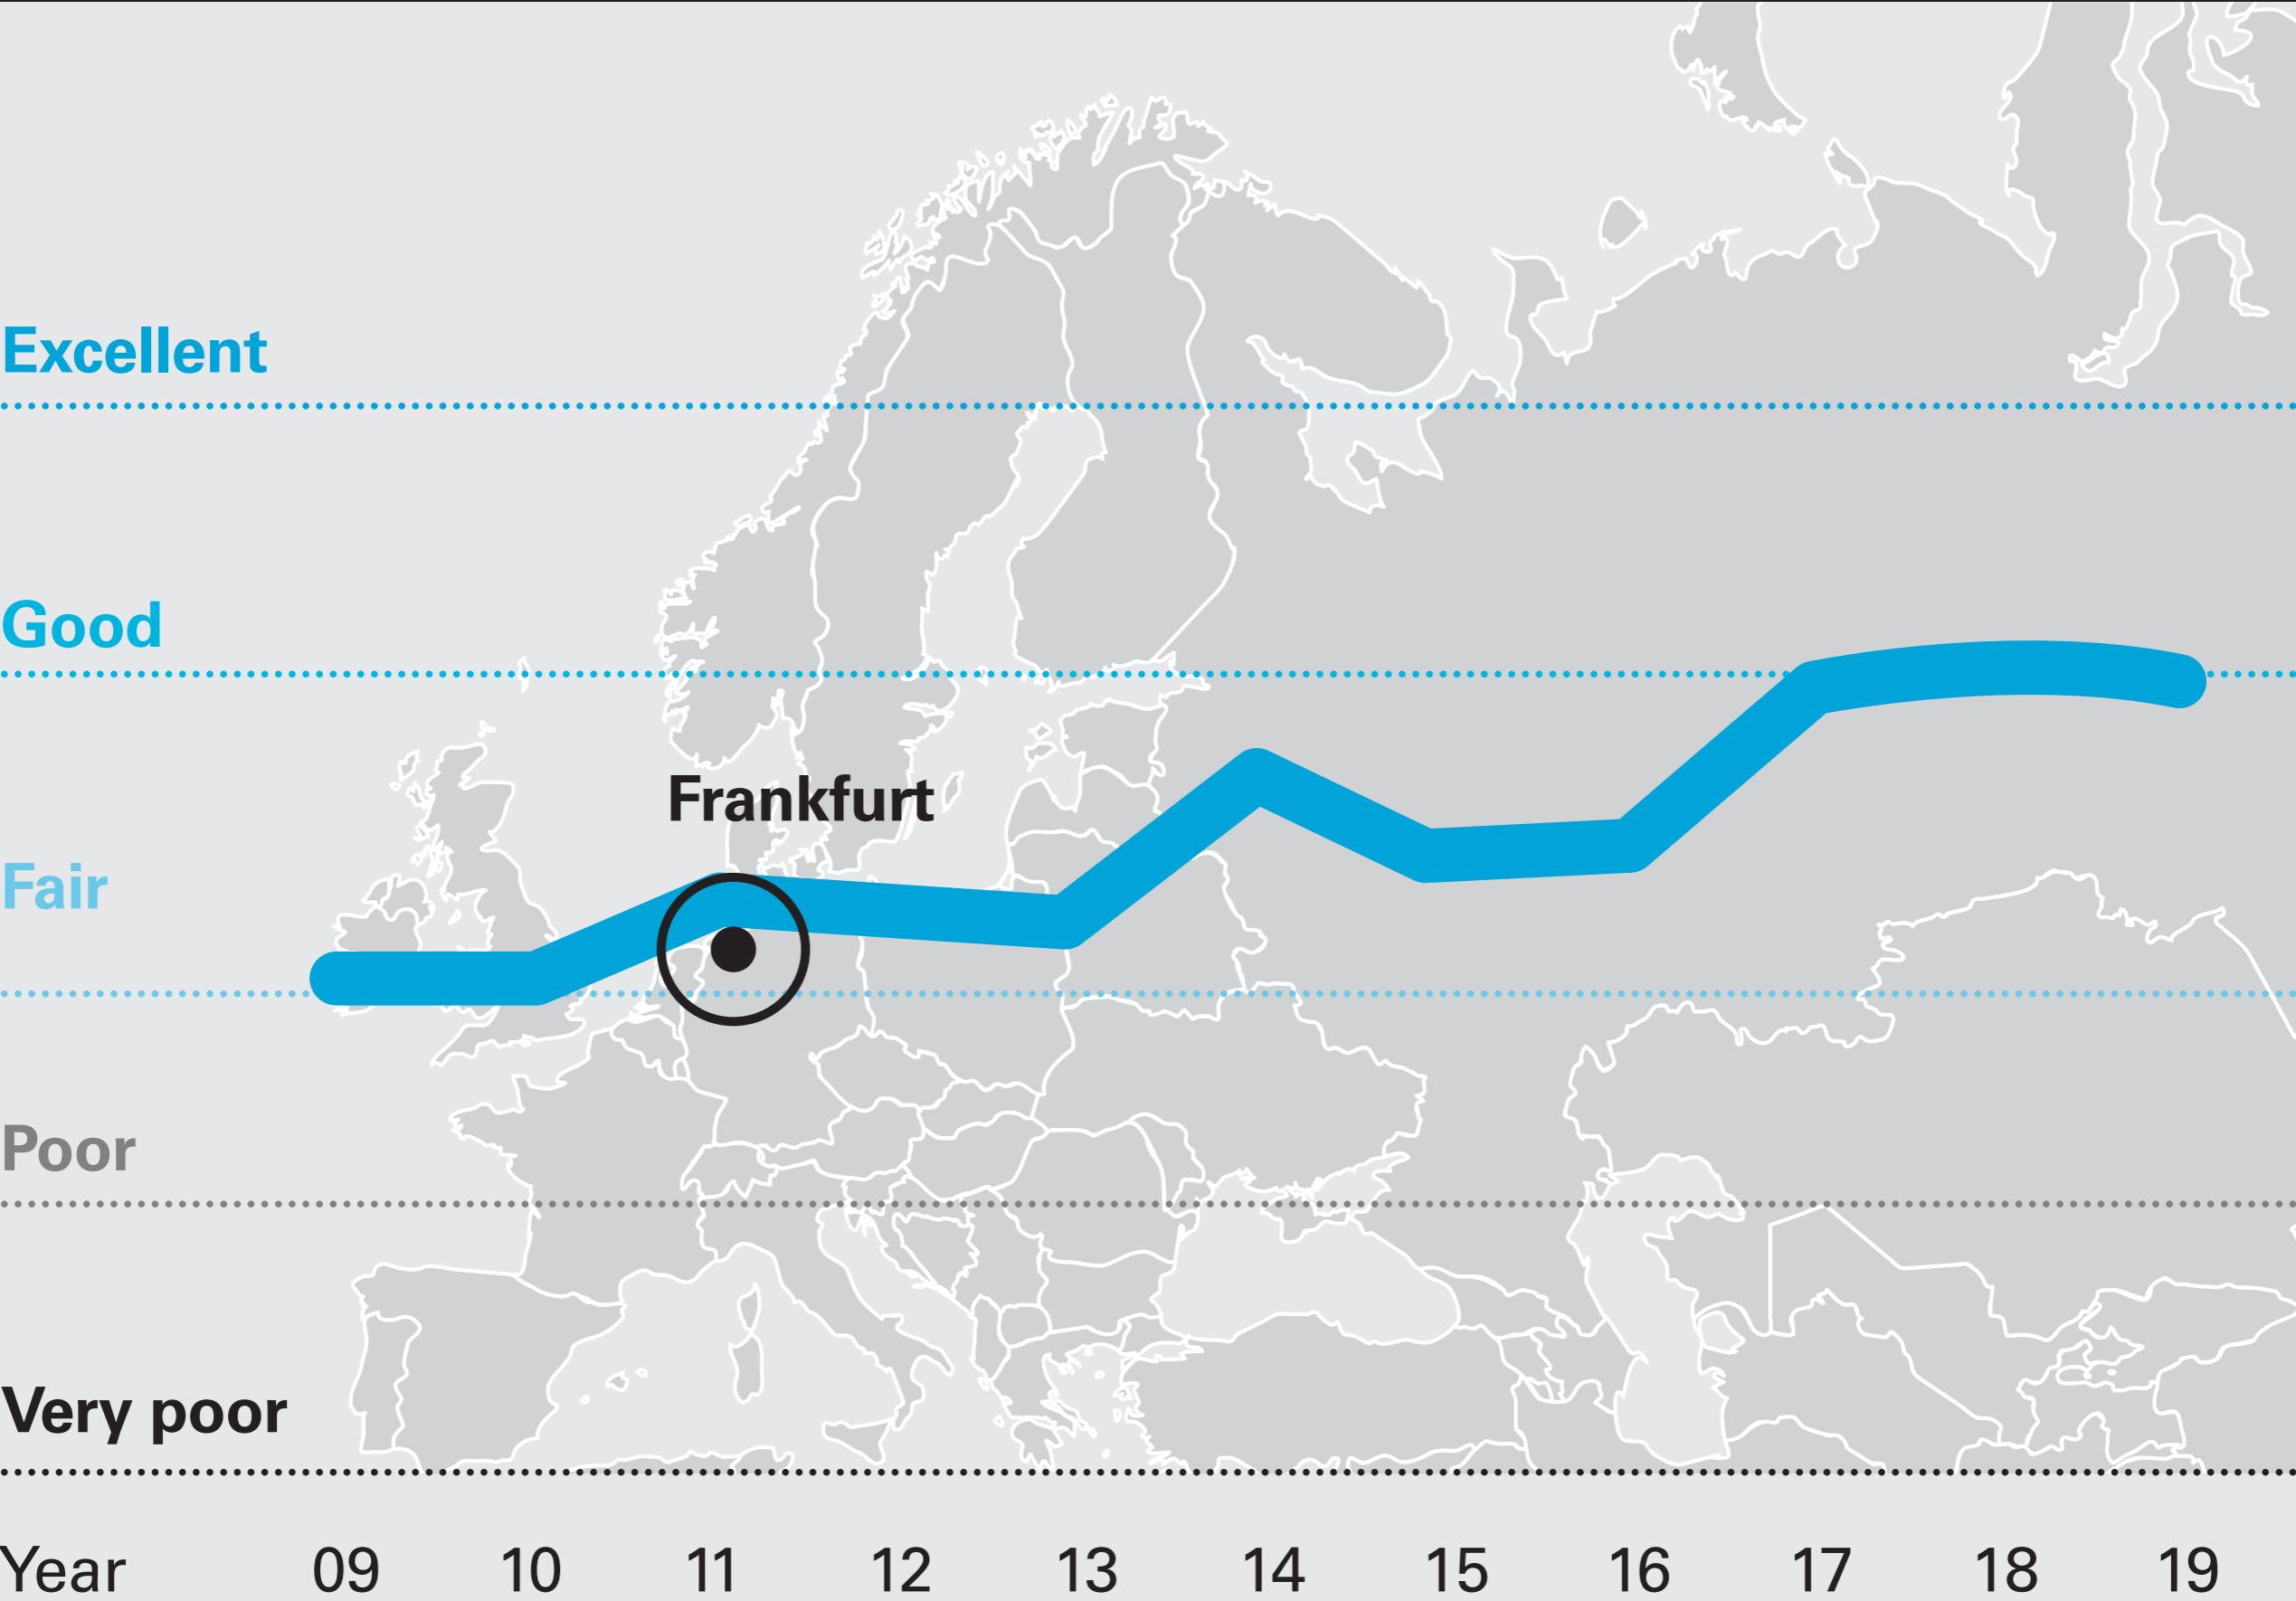 Excellent
Good
Frankfurt
Fair
Poor
Very poor
Year 09 10 11 12 13 14 15 16 17 18 19